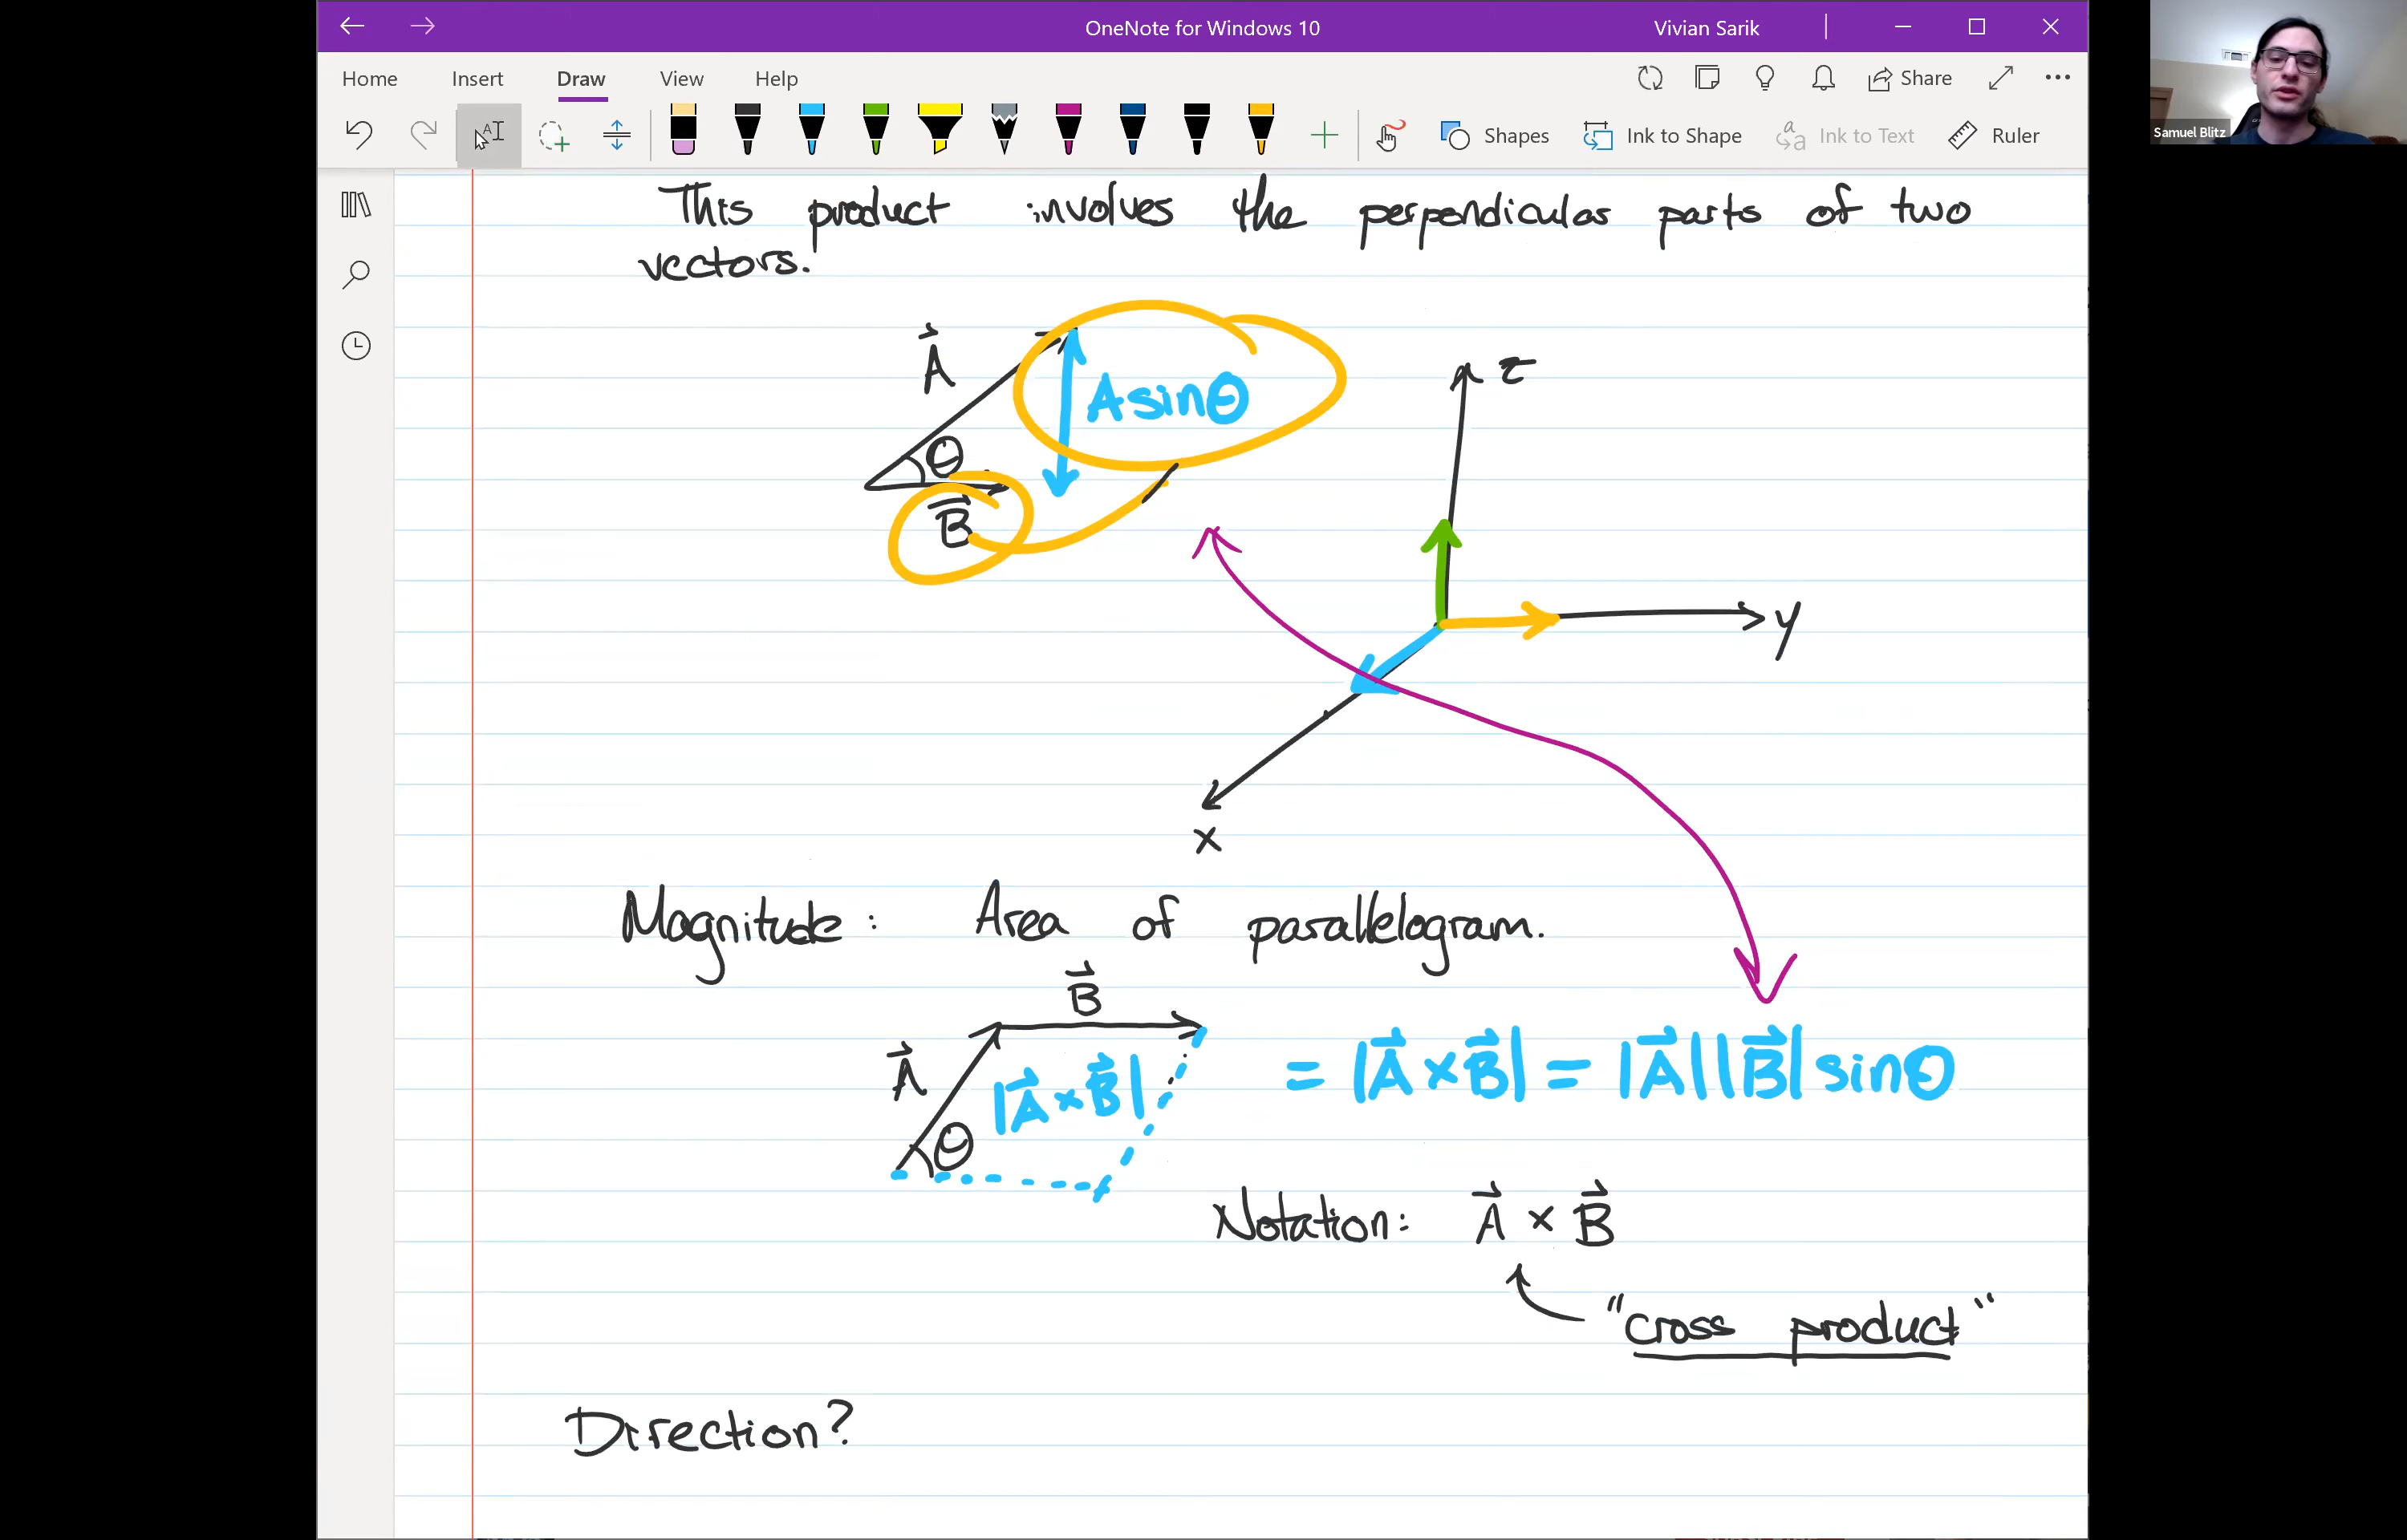 OneNote for Windows 10
Vivian Sarik
Samuel Blitz
Home Insert Draw View Help
Share
Shapes Ink to Shape Ink to Text Ruler
This product involves the perpendicular parts of two
vectors.
A⃗
A sinθ
θ
B⃗
z
y
x
Magnitude: Area of parallelogram.
B⃗
A⃗
|A⃗×B⃗|
θ
= |A⃗×B⃗| = |A⃗||B⃗| sinθ
Notation: A⃗ × B⃗
"cross product"
Direction?